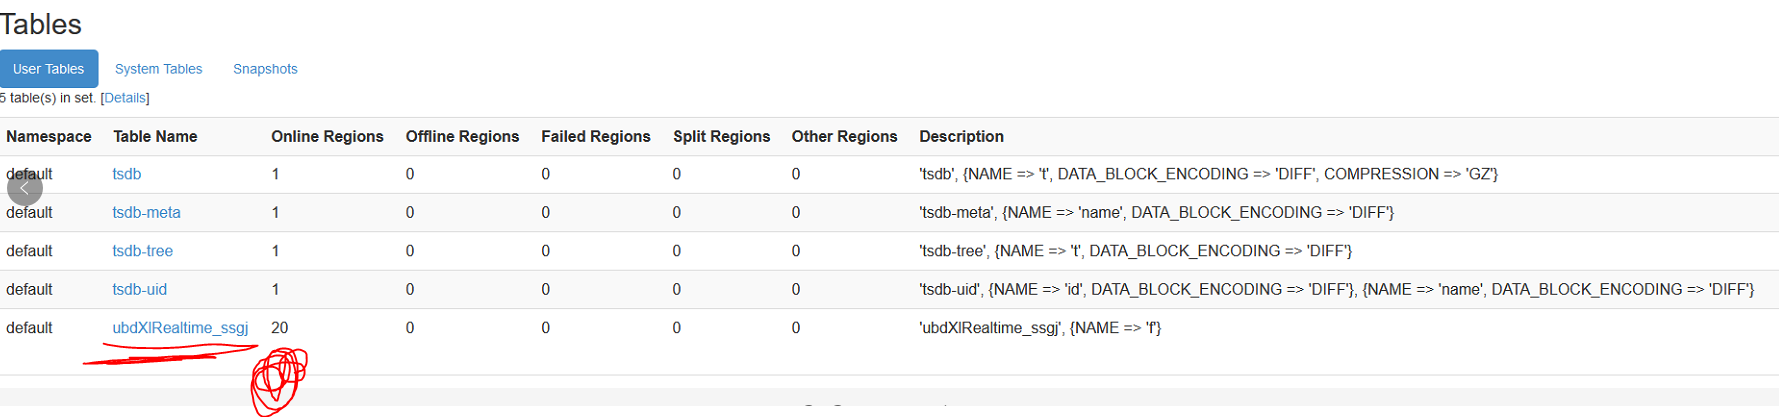 Tables
User Tables System Tables Snapshots
5 table(s) in set. [Details]
Namespace Table Name Online Regions Offline Regions Failed Regions Split Regions Other Regions Description
default tsdb 1 0 0 0 0 'tsdb', {NAME => 't', DATA_BLOCK_ENCODING => 'DIFF', COMPRESSION => 'GZ'}
default tsdb-meta 1 0 0 0 0 'tsdb-meta', {NAME => 'name', DATA_BLOCK_ENCODING => 'DIFF'}
default tsdb-tree 1 0 0 0 0 'tsdb-tree', {NAME => 't', DATA_BLOCK_ENCODING => 'DIFF'}
default tsdb-uid 1 0 0 0 0 'tsdb-uid', {NAME => 'id', DATA_BLOCK_ENCODING => 'DIFF'}, {NAME => 'name', DATA_BLOCK_ENCODING => 'DIFF'}
default ubdXlRealtime_ssgj 20 0 0 0 0 'ubdXlRealtime_ssgj', {NAME => 'f'}